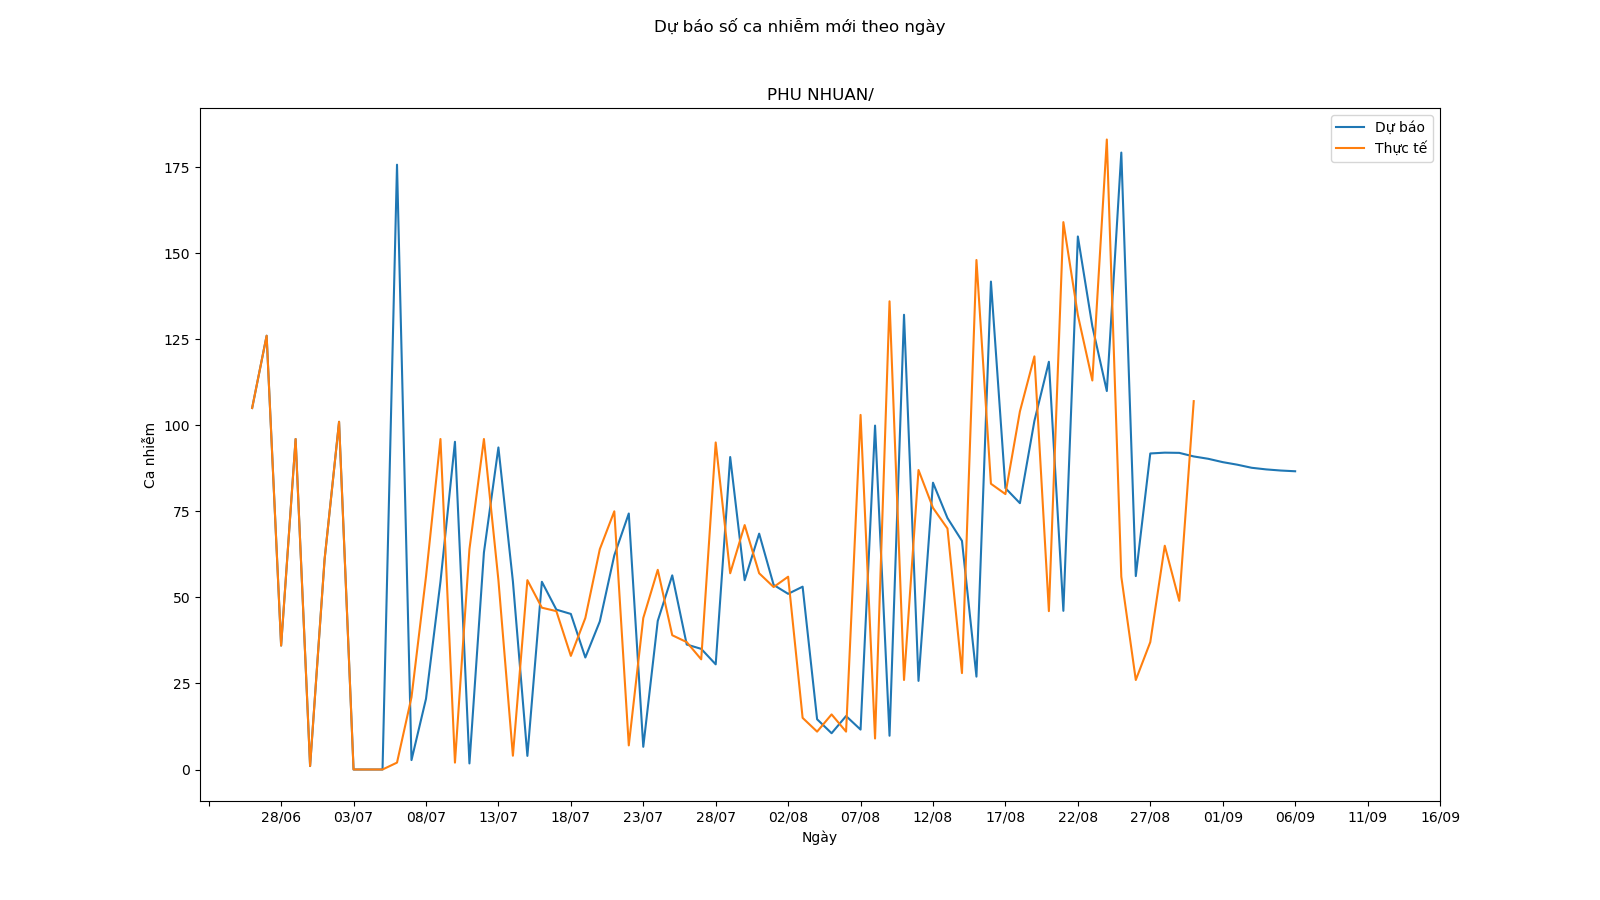 Dự báo số ca nhiễm mới theo ngày
PHU NHUAN/
Dự báo
Thực tế
175
150
125
100
75
50
25
0
Ca nhiễm
28/06 03/07 08/07 13/07 18/07 23/07 28/07 02/08 07/08 12/08 17/08 22/08 27/08 01/09 06/09 11/09 16/09
Ngày